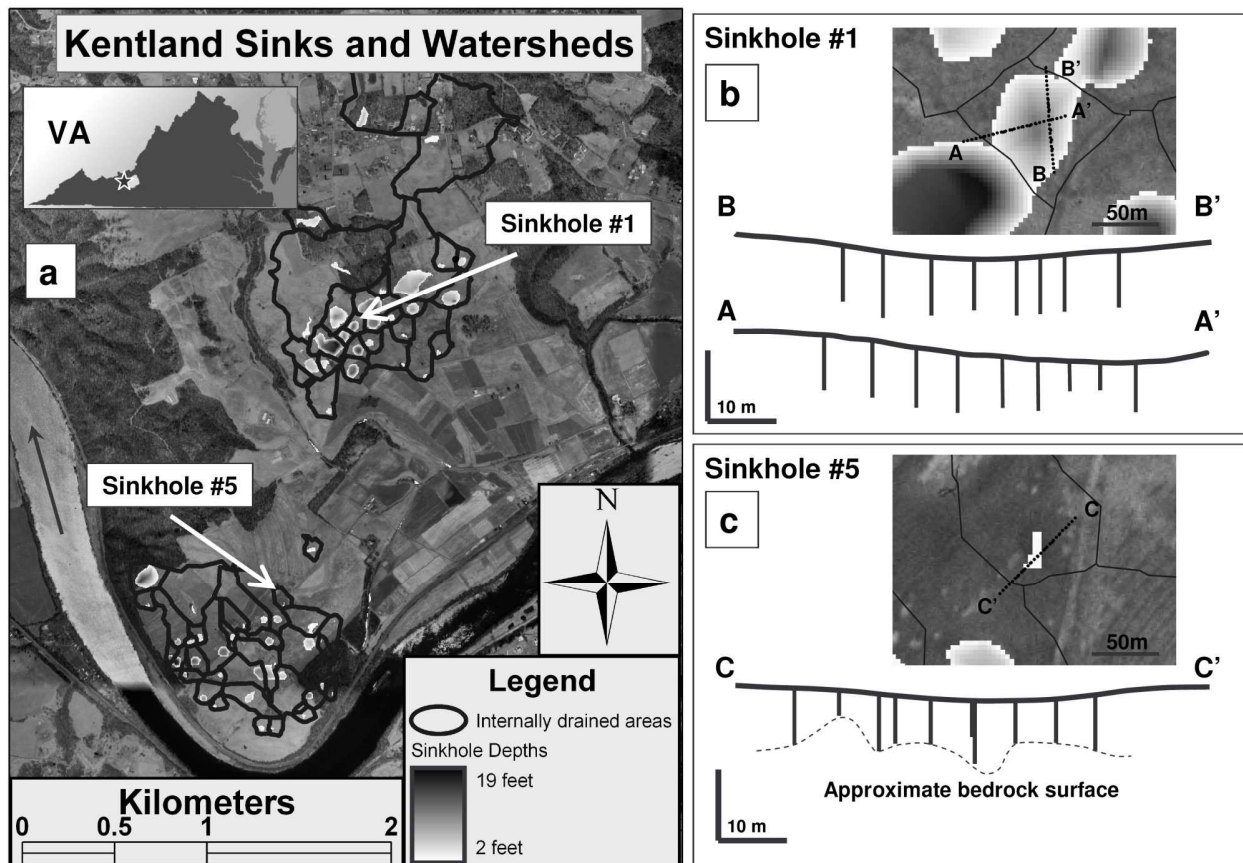 Kentland Sinks and Watersheds
VA
a
Sinkhole #1
Sinkhole #5
N
Legend
Internally drained areas
Sinkhole Depths
19 feet
2 feet
Kilometers
0 0.5 1 2
Sinkhole #1
b
B'
A'
A
B
50m
B B'
A A'
10 m
Sinkhole #5
c
C
C'
50m
C C'
Approximate bedrock surface
10 m